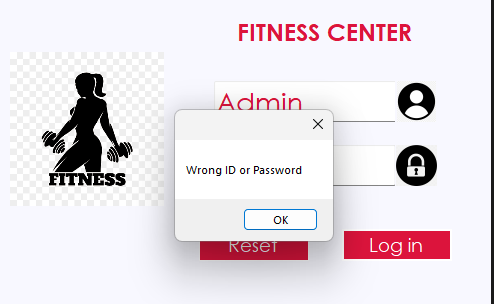 FITNESS CENTER
FITNESS
Admin
Wrong ID or Password
OK
Reset
Log in